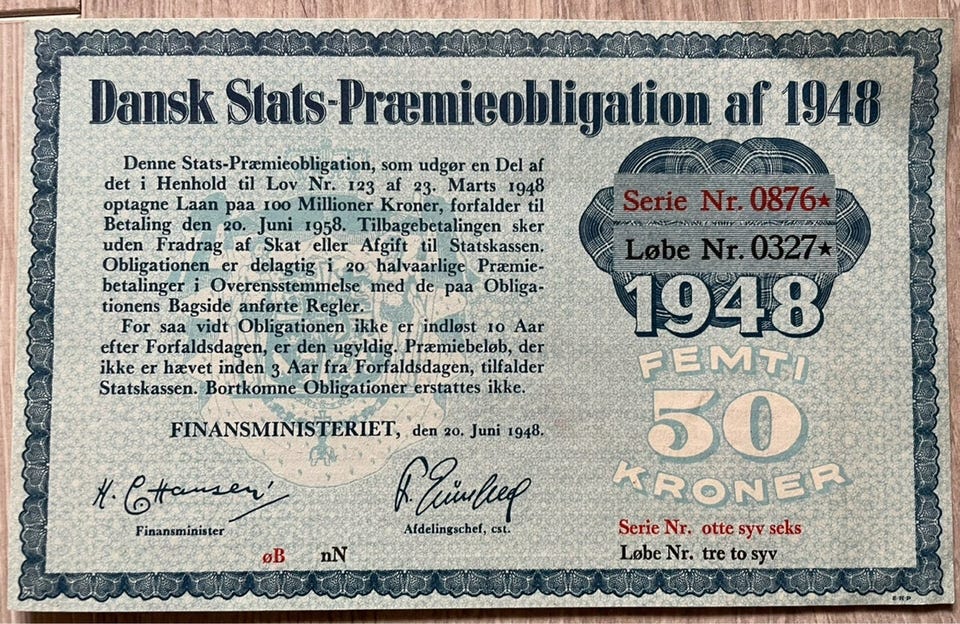 Dansk Stats-Præmieobligation af 1948
Denne Stats-Præmieobligation, som udgør en Del af
det i Henhold til Lov Nr. 123 af 23. Marts 1948
optagne Laan paa 100 Millioner Kroner, forfalder til
Betaling den 20. Juni 1958. Tilbagebetalingen sker
uden Fradrag af Skat eller Afgift til Statskassen.
Obligationen er delagtig i 20 halvaarlige Præmie-
betalinger i Overensstemmelse med de paa Obliga-
tionens Bagside anførte Regler.
For saa vidt Obligationen ikke er indløst 10 Aar
efter Forfaldsdagen, er den ugyldig. Præmiebeløb, der
ikke er hævet inden 3 Aar fra Forfaldsdagen, tilfalder
Statskassen. Bortkomne Obligationer erstattes ikke.
FINANSMINISTERIET, den 20. Juni 1948.
H. C Hansen
Finansminister
Afdelingschef, cst.
øB nN
Serie Nr. 0876★
Løbe Nr. 0327★
1948
FEMTI
50
KRONER
Serie Nr. otte syv seks
Løbe Nr. tre to syv